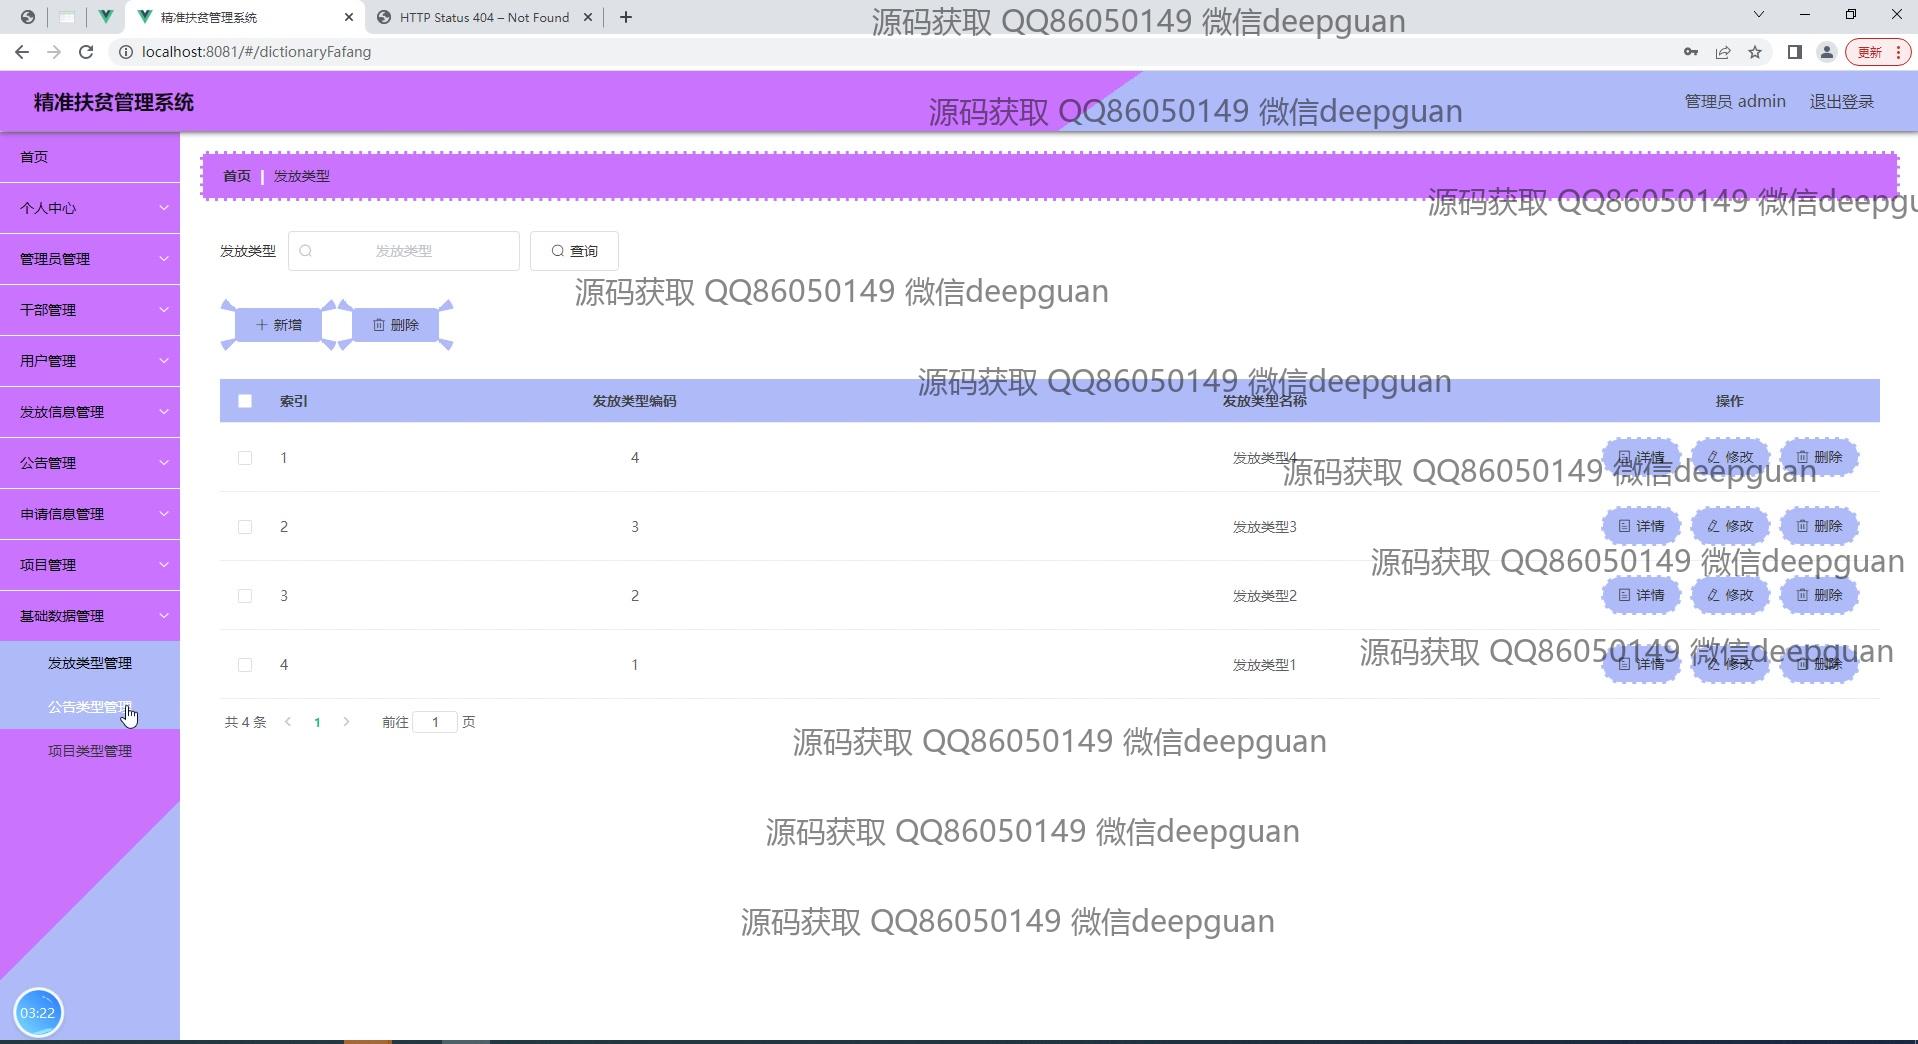 精准扶贫管理系统
HTTP Status 404 – Not Found
源码获取 QQ86050149 微信deepguan
localhost:8081/#/dictionaryFafang
更新
精准扶贫管理系统
源码获取 QQ86050149 微信deepguan
管理员 admin
退出登录
首页
个人中心
管理员管理
干部管理
用户管理
发放信息管理
公告管理
申请信息管理
项目管理
基础数据管理
发放类型管理
公告类型管理
项目类型管理
03:22
首页 | 发放类型
源码获取 QQ86050149 微信deepgu
发放类型 发放类型 查询
源码获取 QQ86050149 微信deepguan
新增 删除
源码获取 QQ86050149 微信deepguan
索引 发放类型编码 发放类型名称 操作
1 4 发放类型4 详情 修改 删除
源码获取 QQ86050149 微信deepguan
2 3 发放类型3 详情 修改 删除
源码获取 QQ86050149 微信deepguan
3 2 发放类型2 详情 修改 删除
源码获取 QQ86050149 微信deepguan
4 1 发放类型1 详情 修改 删除
共 4 条 1 前往 1 页
源码获取 QQ86050149 微信deepguan
源码获取 QQ86050149 微信deepguan
源码获取 QQ86050149 微信deepguan